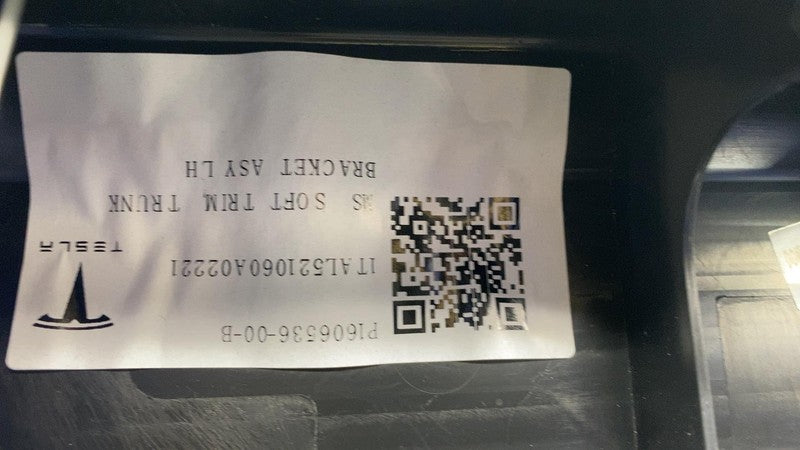 P1606536-00-B
1TAL521060A02221
MS SOFT TRIM TRUNK
BRACKET ASY LH
TESLA